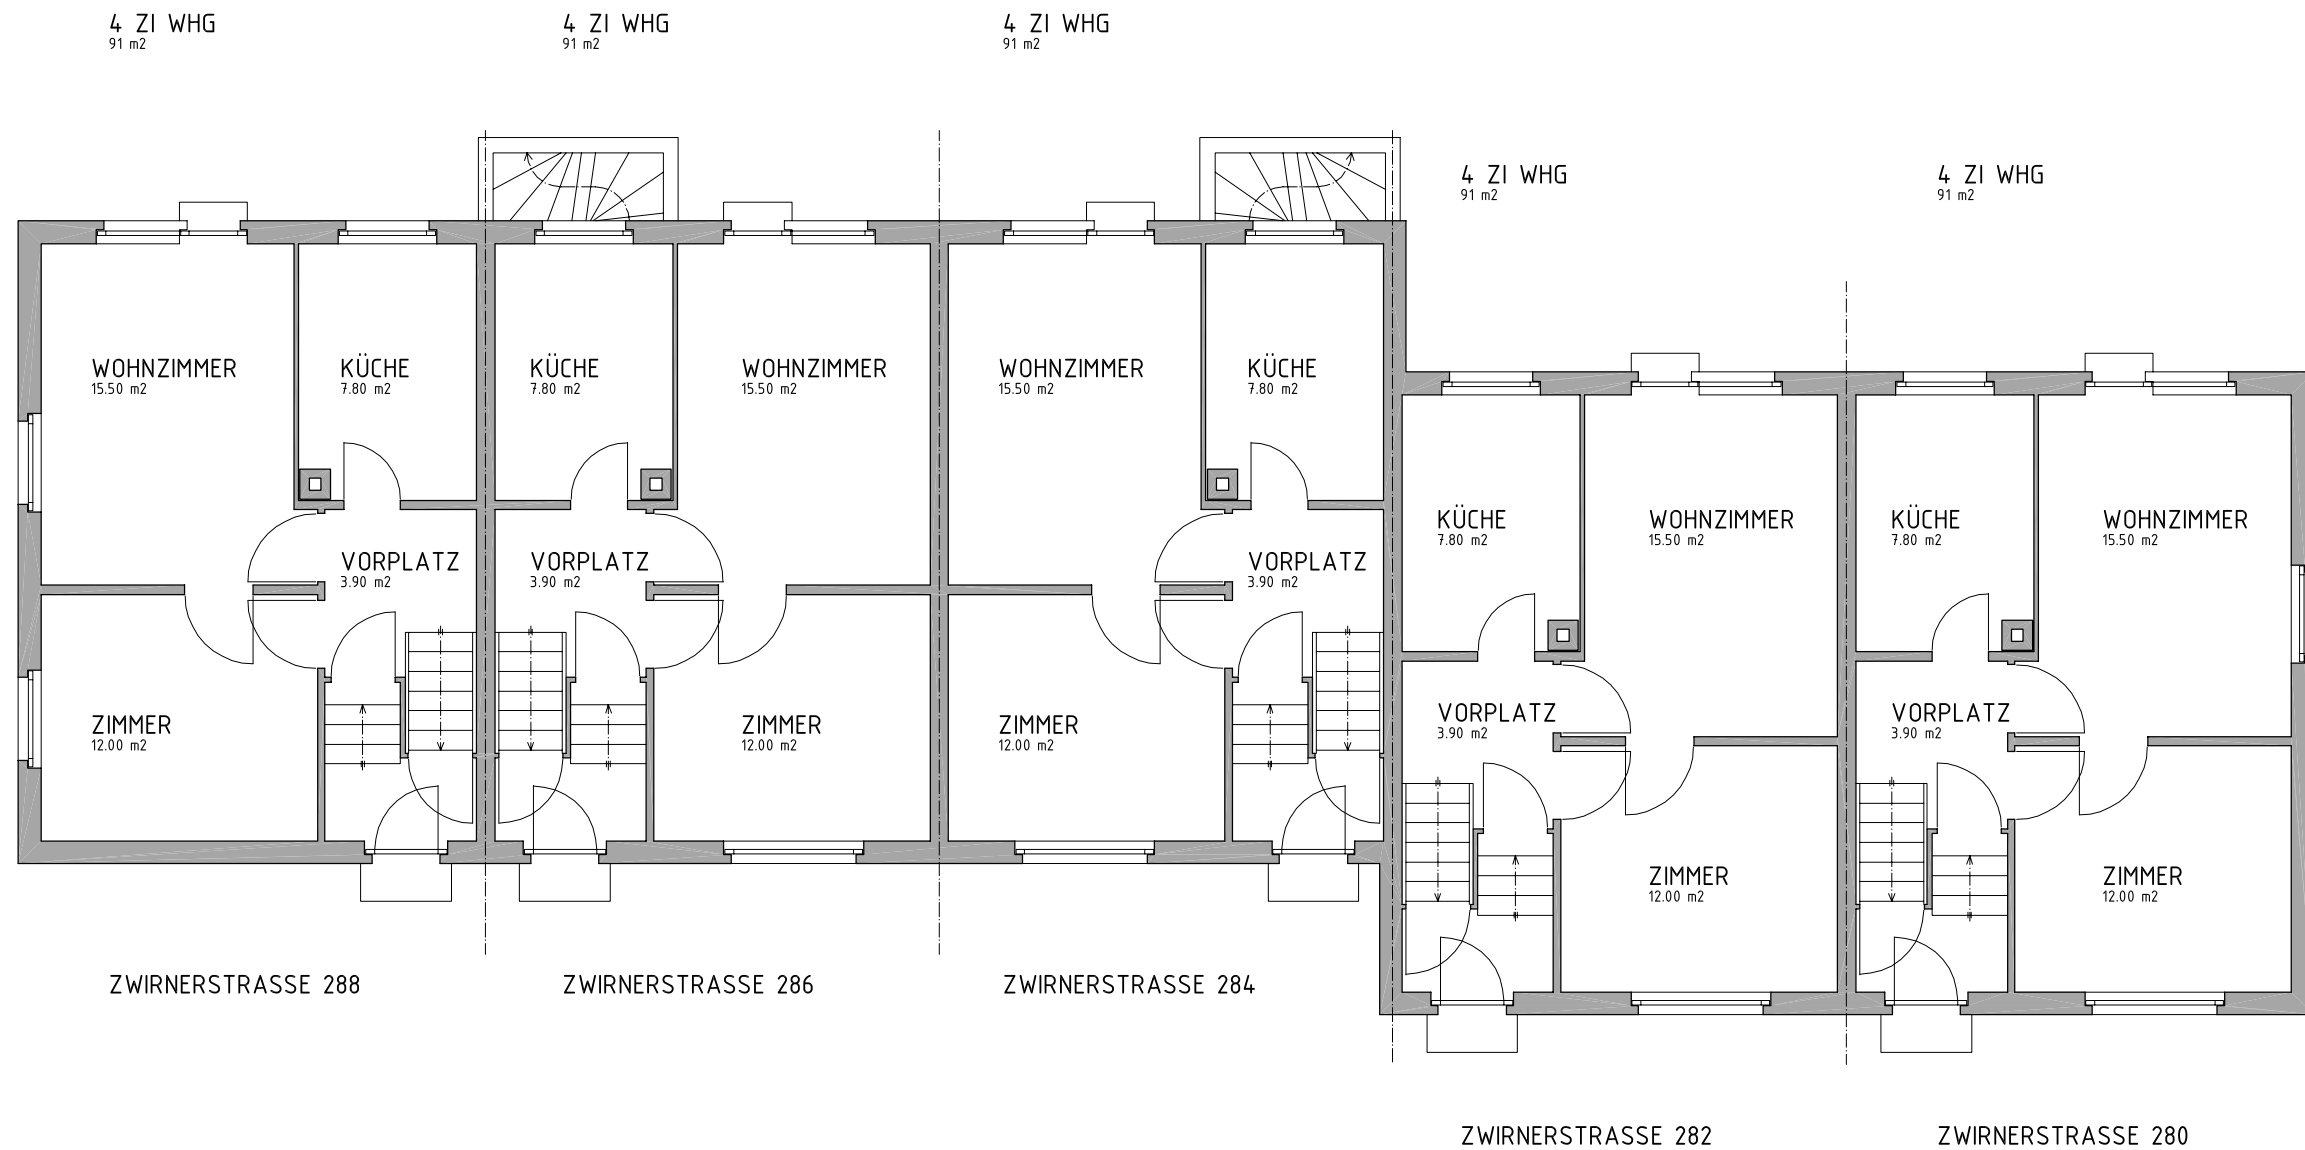 4 ZI WHG
91 m2
4 ZI WHG
91 m2
4 ZI WHG
91 m2
4 ZI WHG
91 m2
4 ZI WHG
91 m2
WOHNZIMMER
15.50 m2
KÜCHE
7.80 m2
KÜCHE
7.80 m2
WOHNZIMMER
15.50 m2
WOHNZIMMER
15.50 m2
KÜCHE
7.80 m2
KÜCHE
7.80 m2
WOHNZIMMER
15.50 m2
KÜCHE
7.80 m2
WOHNZIMMER
15.50 m2
VORPLATZ
3.90 m2
VORPLATZ
3.90 m2
VORPLATZ
3.90 m2
VORPLATZ
3.90 m2
VORPLATZ
3.90 m2
ZIMMER
12.00 m2
ZIMMER
12.00 m2
ZIMMER
12.00 m2
ZIMMER
12.00 m2
ZIMMER
12.00 m2
ZWIRNERSTRASSE 288
ZWIRNERSTRASSE 286
ZWIRNERSTRASSE 284
ZWIRNERSTRASSE 282
ZWIRNERSTRASSE 280